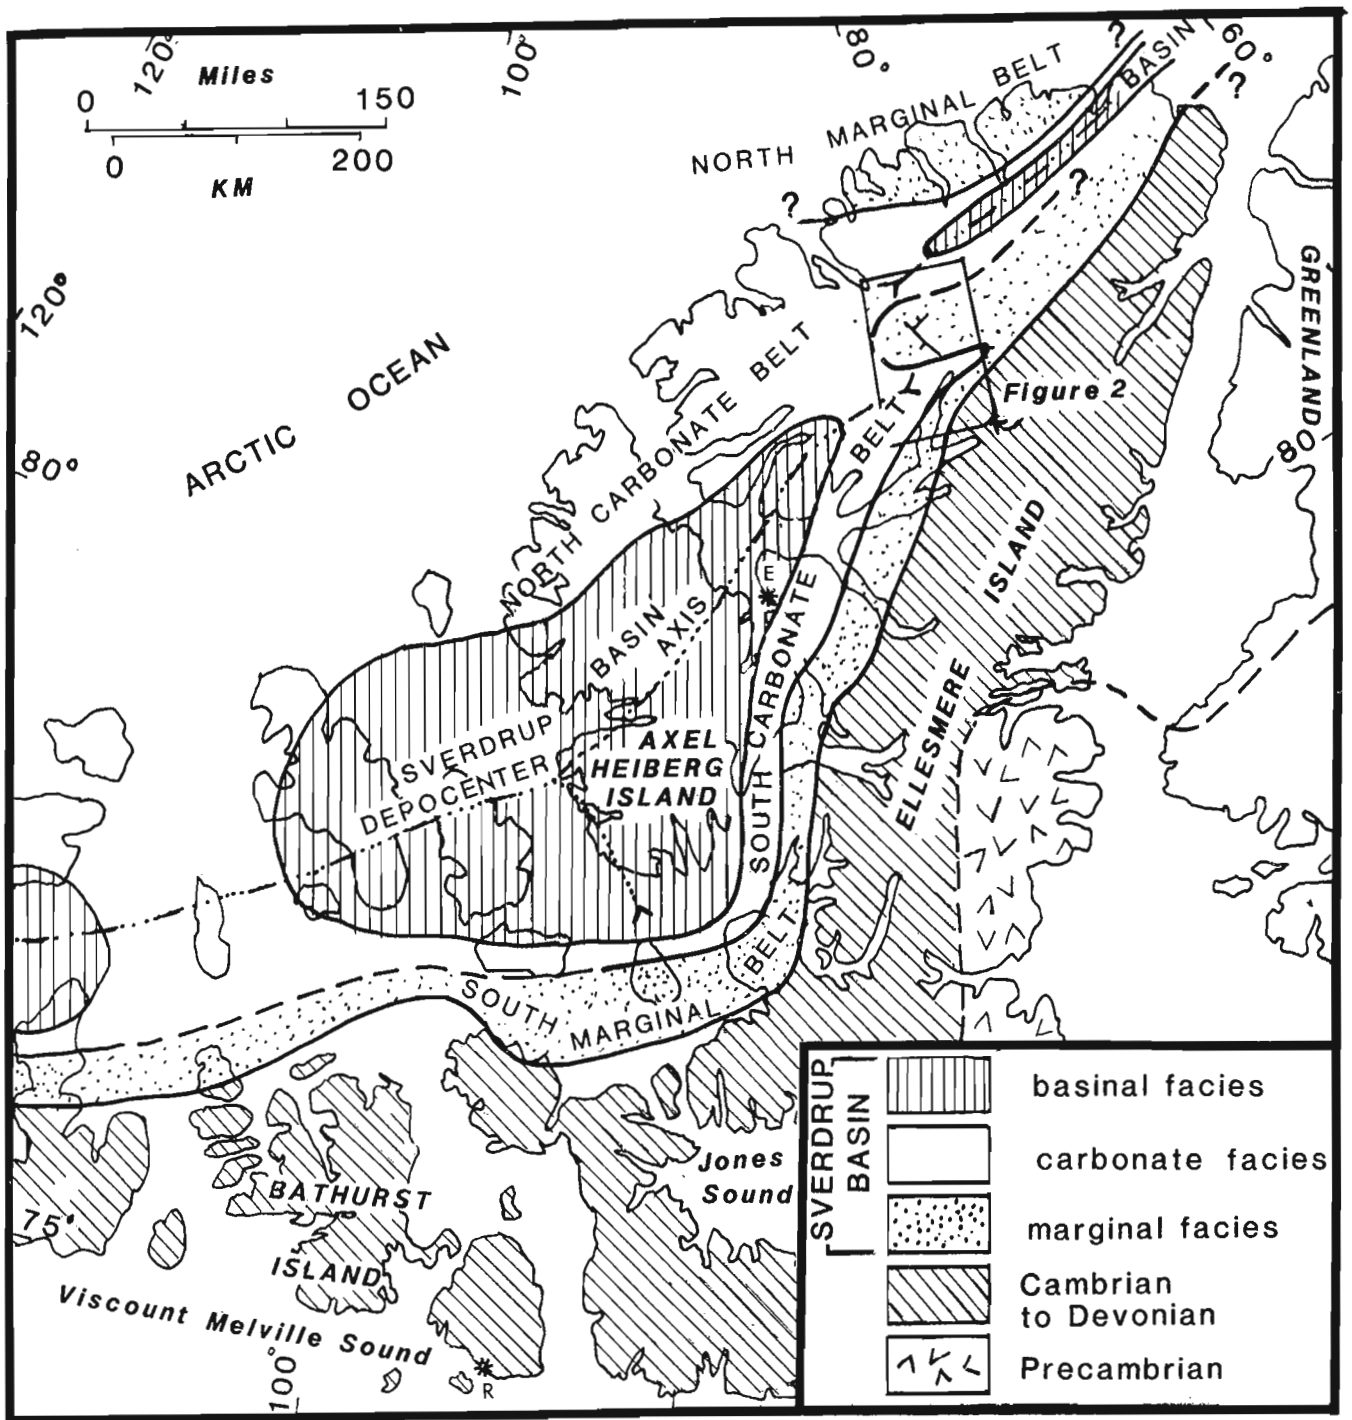 120°
Miles
0 150
0 200
KM
100°
80°
?
BASIN
60°
?
NORTH MARGINAL BELT
?
?
120°
ARCTIC OCEAN
80°
NORTH CARBONATE BELT
GREENLAND
80
Figure 2
BELT
SOUTH CARBONATE
E
BASIN
AXIS
SVERDRUP
DEPOCENTER
AXEL
HEIBERG
ISLAND
ELLESMERE ISLAND
SOUTH MARGINAL BELT
BATHURST
ISLAND
75°
Viscount Melville Sound
100°
R
Jones
Sound
SVERDRUP
BASIN
basinal facies
carbonate facies
marginal facies
Cambrian
to Devonian
Precambrian